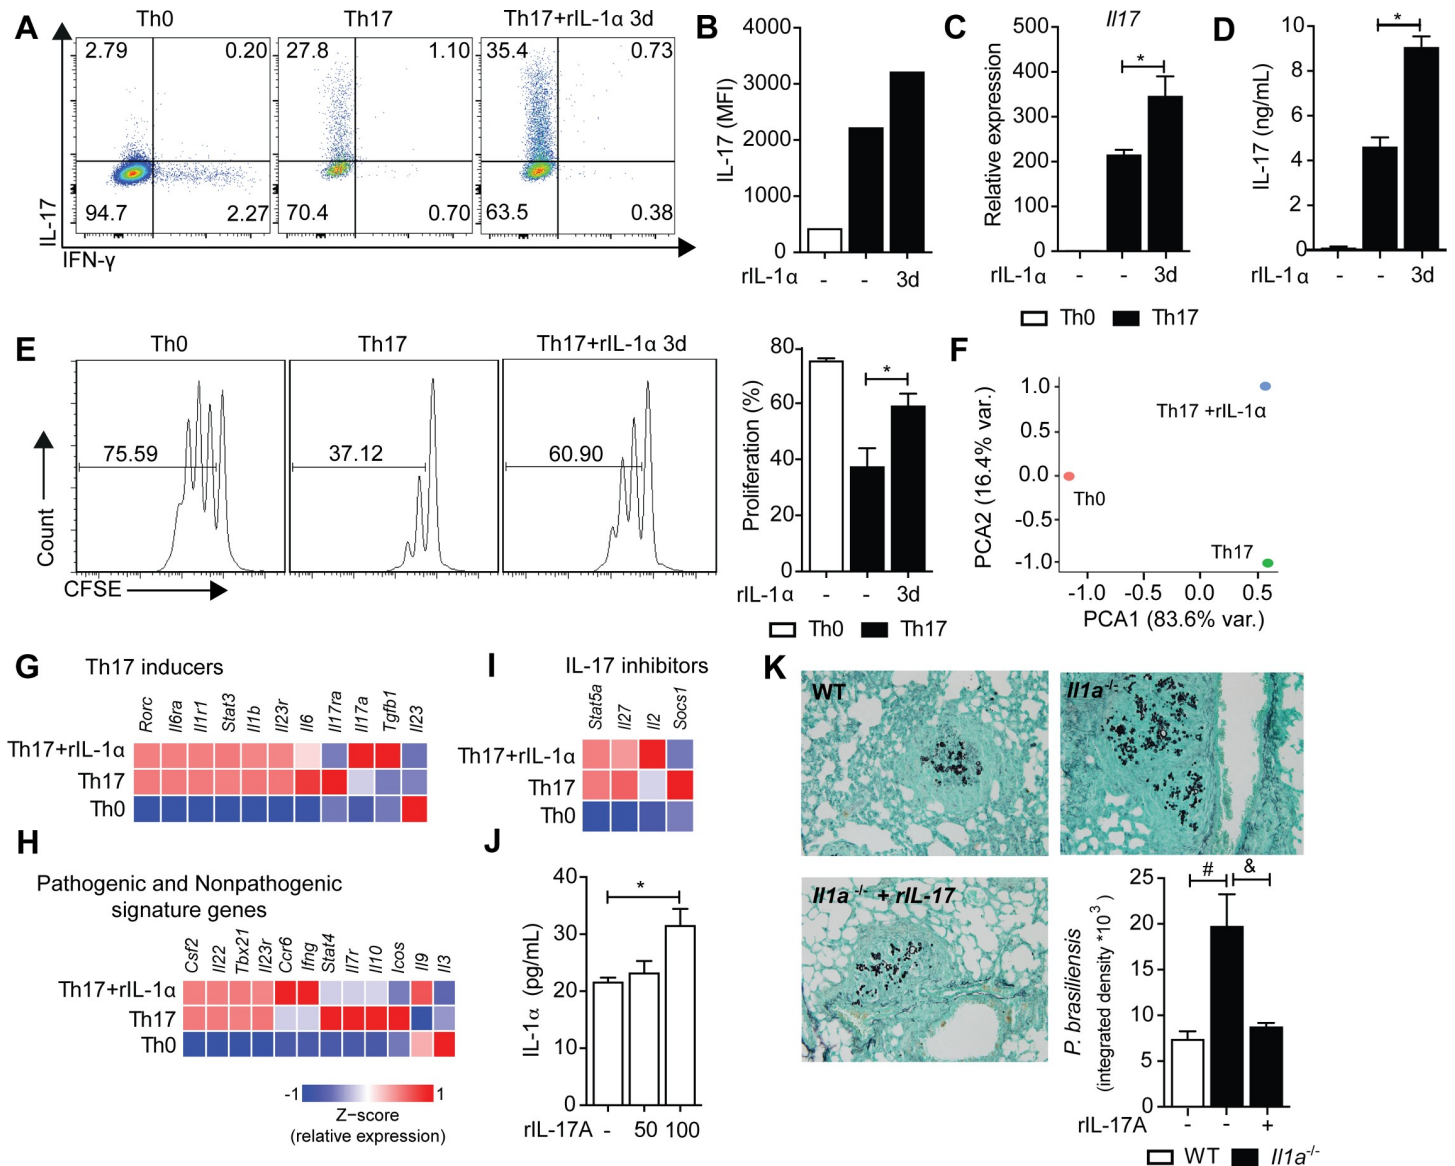 A
Th0
Th17
Th17+rIL-1α 3d
2.79
0.20
27.8
1.10
35.4
0.73
94.7
2.27
70.4
0.70
63.5
0.38
IL-17
IFN-γ
B
IL-17 (MFI)
4000
3000
2000
1000
0
rIL-1α
-
-
3d
C
Il17
Relative expression
500
400
300
200
100
0
*
rIL-1α
-
-
3d
D
IL-17 (ng/mL)
10
8
6
4
2
0
*
rIL-1α
-
-
3d
Th0
Th17
E
Th0
Th17
Th17+rIL-1α 3d
75.59
37.12
60.90
Count
CFSE
Proliferation (%)
80
60
40
20
0
*
rIL-1α
-
-
3d
Th0
Th17
F
PCA2 (16.4% var.)
1.0
0.5
0.0
-0.5
-1.0
Th17 +rIL-1α
Th0
Th17
-1.0
-0.5
0.0
0.5
PCA1 (83.6% var.)
G
Th17 inducers
Rorc
Il6ra
Il1r1
Stat3
Il1b
Il23r
Il6
Il17ra
Il17a
Tgfb1
Il23
Th17+rIL-1α
Th17
Th0
H
Pathogenic and Nonpathogenic
signature genes
Csf2
Il22
Tbx21
Il23r
Ccr6
Ifng
Stat4
Il7r
Il10
Icos
Il9
Il3
Th17+rIL-1α
Th17
Th0
-1
1
Z−score
(relative expression)
I
IL-17 inhibitors
Stat5a
Il27
Il2
Socs1
Th17+rIL-1α
Th17
Th0
J
IL-1α (pg/mL)
40
30
20
10
0
*
rIL-17A
-
50
100
K
WT
Il1a-/-
Il1a -/- + rIL-17
P. brasiliensis
(integrated density *10³ )
25
20
15
10
5
0
#
&
rIL-17A
-
-
+
WT
Il1a-/-